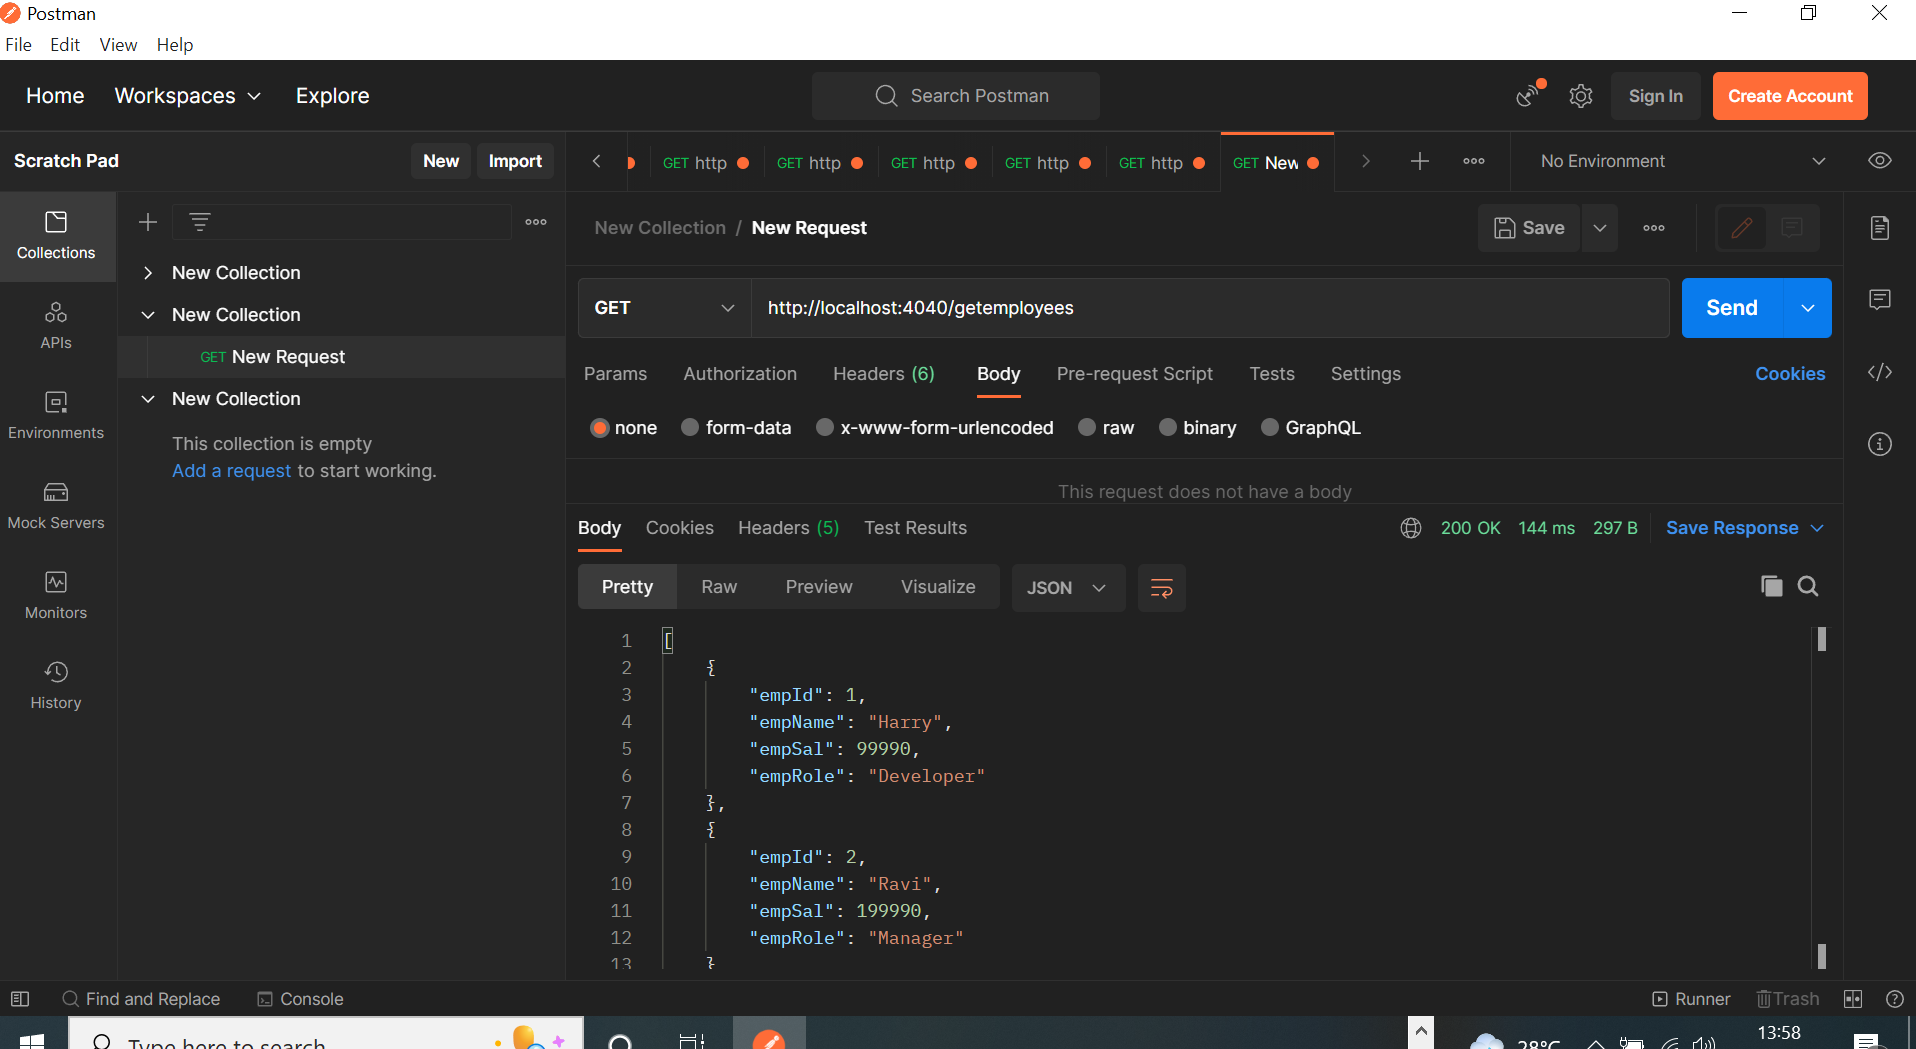 Postman
File Edit View Help
Home Workspaces Explore Search Postman Sign In Create Account
Scratch Pad New Import GET http GET http GET http GET http GET http GET New No Environment
New Collection / New Request Save
Collections
APIs
Environments
Mock Servers
Monitors
History
New Collection
New Collection
GET New Request
New Collection
This collection is empty
Add a request to start working.
GET http://localhost:4040/getemployees Send
Params Authorization Headers (6) Body Pre-request Script Tests Settings Cookies
none form-data x-www-form-urlencoded raw binary GraphQL
This request does not have a body
Body Cookies Headers (5) Test Results 200 OK 144 ms 297 B Save Response
Pretty Raw Preview Visualize JSON
1 [
2 {
3 "empId": 1,
4 "empName": "Harry",
5 "empSal": 99990,
6 "empRole": "Developer"
7 },
8 {
9 "empId": 2,
10 "empName": "Ravi",
11 "empSal": 199990,
12 "empRole": "Manager"
13 }
Find and Replace Console Runner Trash
Type here to search 28°C 13:58